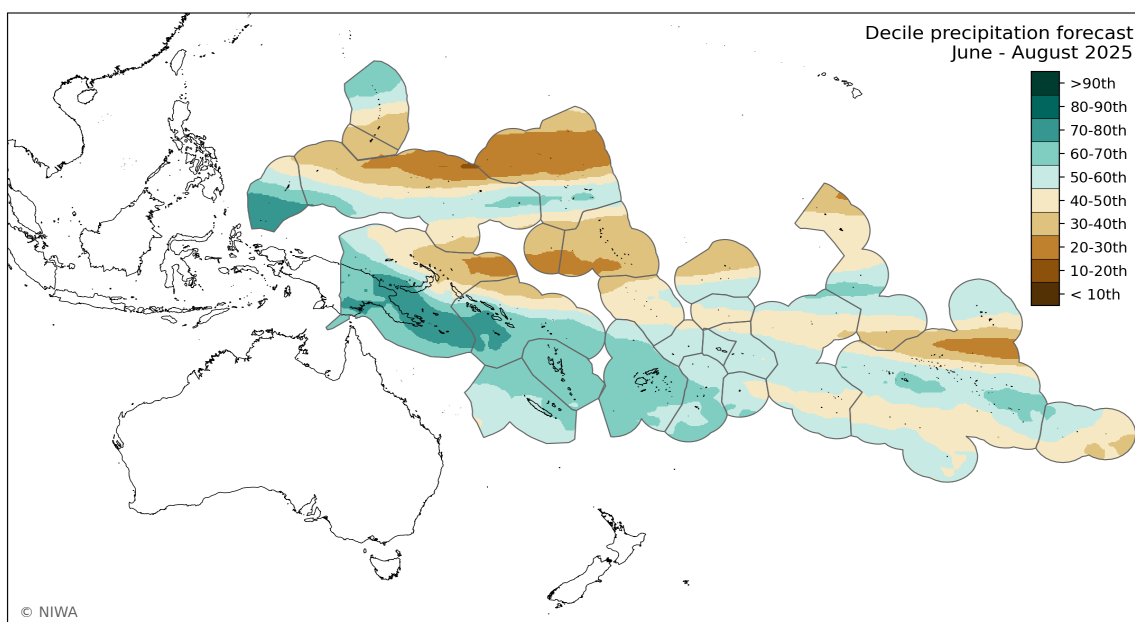 Decile precipitation forecast
June - August 2025
>90th
80-90th
70-80th
60-70th
50-60th
40-50th
30-40th
20-30th
10-20th
< 10th
© NIWA